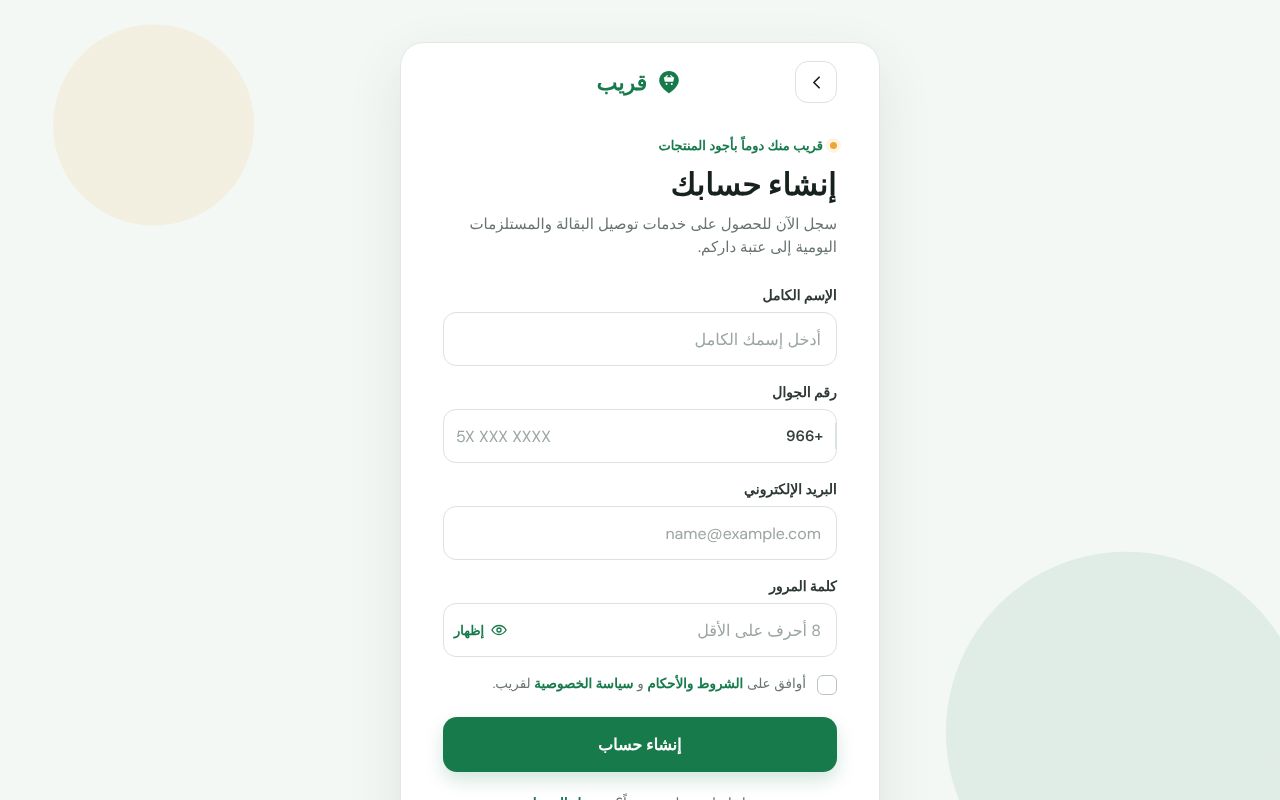 قريب
قريب منك دوماً بأجود المنتجات
إنشاء حسابك
سجل الآن للحصول على خدمات توصيل البقالة والمستلزمات
اليومية إلى عتبة داركم.
الإسم الكامل
أدخل إسمك الكامل
رقم الجوال
966+ 5X XXX XXXX
البريد الإلكتروني
name@example.com
كلمة المرور
8 أحرف على الأقل إظهار
أوافق على الشروط والأحكام و سياسة الخصوصية لقريب.
إنشاء حساب